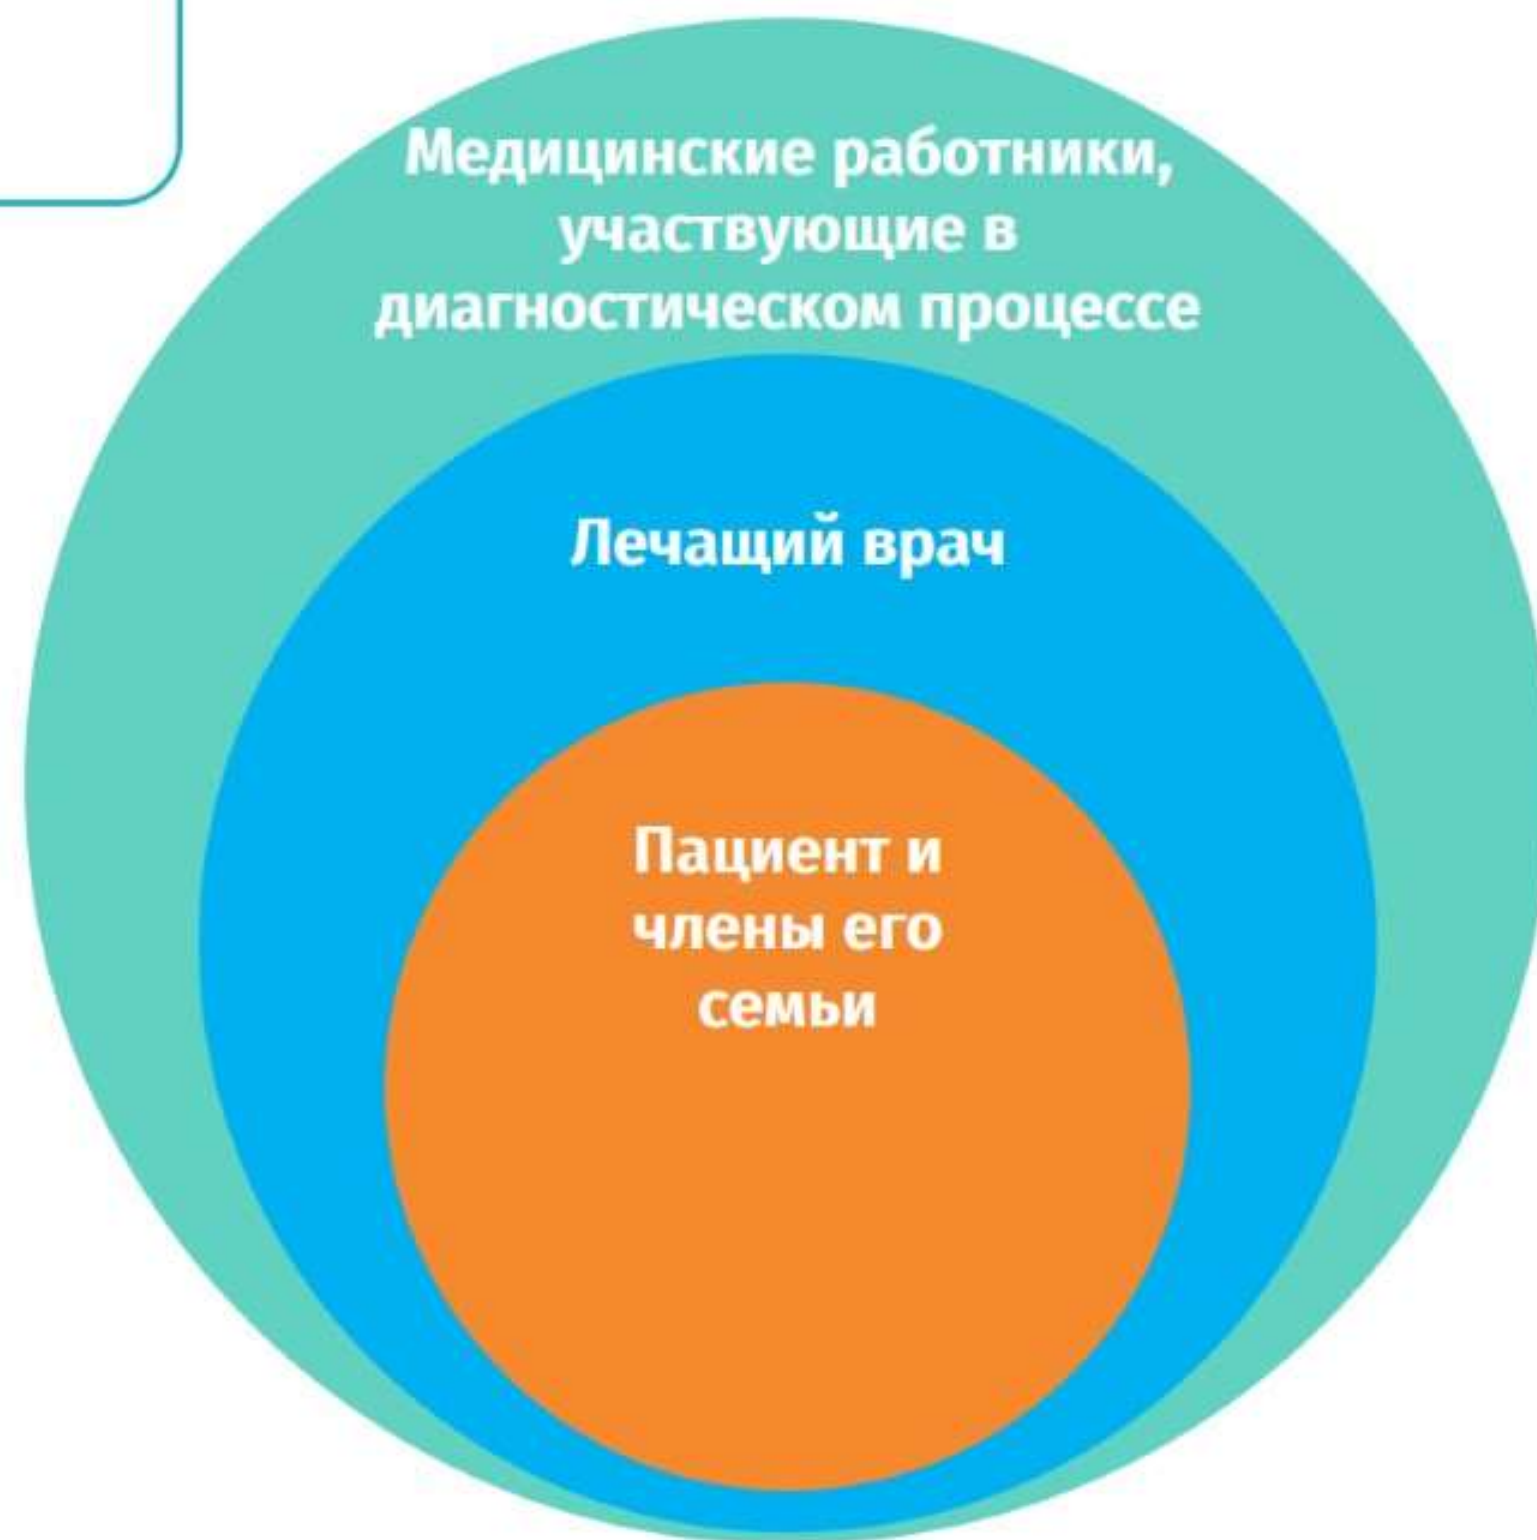 Медицинские работники,
участвующие в
диагностическом процессе
Лечащий врач
Пациент и
члены его
семьи